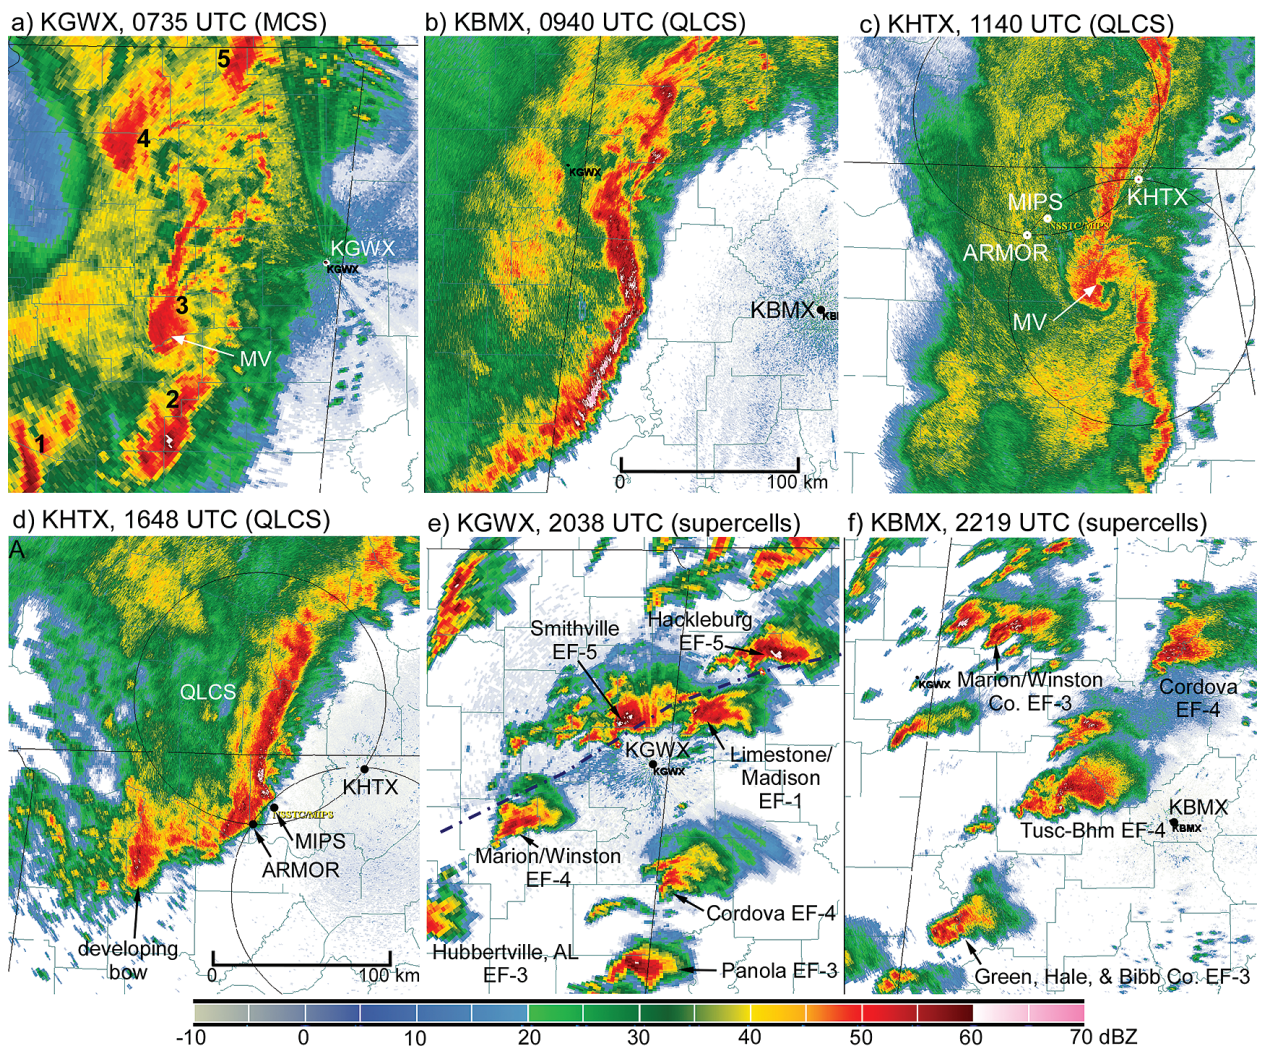 a) KGWX, 0735 UTC (MCS)
b) KBMX, 0940 UTC (QLCS)
c) KHTX, 1140 UTC (QLCS)
5
4
KGWX
KGWX
3
MV
2
1
KGWX
KBMX
KBI
0
100 km
MIPS
KHTX
NSSTC/MIPS
ARMOR
MV
d) KHTX, 1648 UTC (QLCS)
e) KGWX, 2038 UTC (supercells)
f) KBMX, 2219 UTC (supercells)
A
QLCS
KHTX
NSSTC/MIPS
MIPS
ARMOR
developing
bow
0
100 km
Smithville
EF-5
Hackleburg
EF-5
KGWX
KGWX
Limestone/
Madison
EF-1
Marion/Winston
EF-4
Cordova EF-4
Hubbertville, AL
EF-3
Panola EF-3
KGWX
Marion/Winston
Co. EF-3
Cordova
EF-4
KBMX
KBMX
Tusc-Bhm EF-4
Green, Hale, & Bibb Co. EF-3
-10 0 10 20 30 40 50 60 70 dBZ